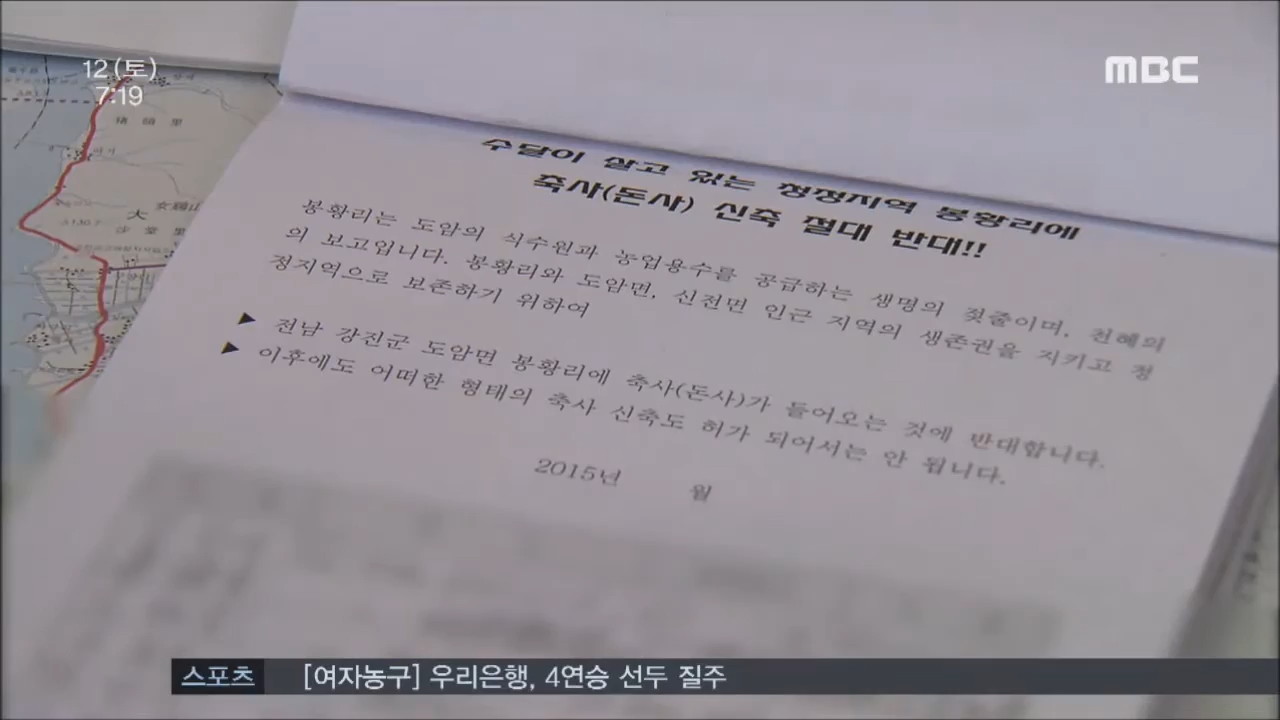 12 (토)
7:19
MBC
수달이 살고 있는 청정지역 봉황리에
축사(돈사) 신축 절대 반대!!
봉황리는 도암의 식수원과 농업용수를 공급하는 생명의 젖줄이며, 천혜의
의 보고입니다. 봉황리와 도암면, 신전면 인근 지역의 생존권을 지키고 청
정지역으로 보존하기 위하여
▶ 전남 강진군 도암면 봉황리에 축사(돈사)가 들어오는 것에 반대합니다.
▶ 이후에도 어떠한 형태의 축사 신축도 허가 되어서는 안 됩니다.
2015년 월
大
스포츠 [여자농구] 우리은행, 4연승 선두 질주